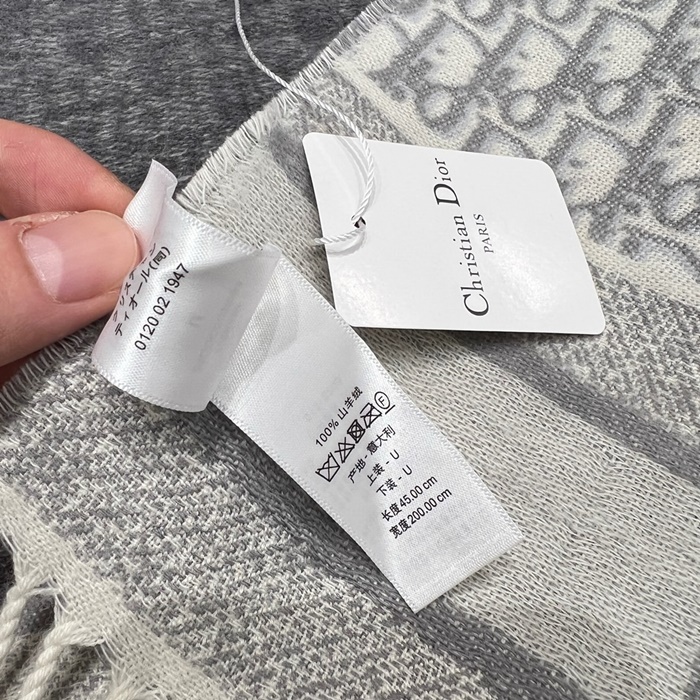 Christian Dior
PARIS
ディオール(同)
0120 02 1947
100% 山羊绒
F
产地 - 意大利
上装 - U
下装 - U
长度 45.00 cm
宽度 200.00 cm